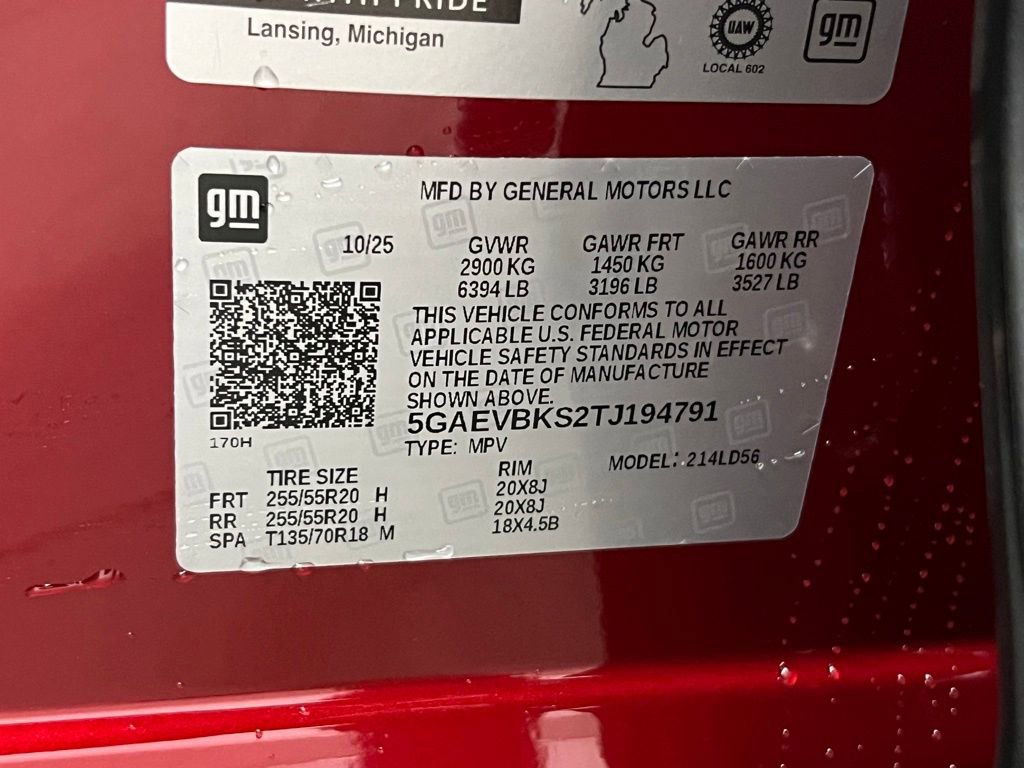 PRIDE
Lansing, Michigan
UAW
LOCAL 602
gm
gm
MFD BY GENERAL MOTORS LLC
10/25 GVWR GAWR FRT GAWR RR
2900 KG 1450 KG 1600 KG
6394 LB 3196 LB 3527 LB
THIS VEHICLE CONFORMS TO ALL
APPLICABLE U.S. FEDERAL MOTOR
VEHICLE SAFETY STANDARDS IN EFFECT
ON THE DATE OF MANUFACTURE
SHOWN ABOVE.
5GAEVBKS2TJ194791
170H
TYPE: MPV MODEL: 214LD56
TIRE SIZE RIM
FRT 255/55R20 H 20X8J
RR 255/55R20 H 20X8J
SPA T135/70R18 M 18X4.5B